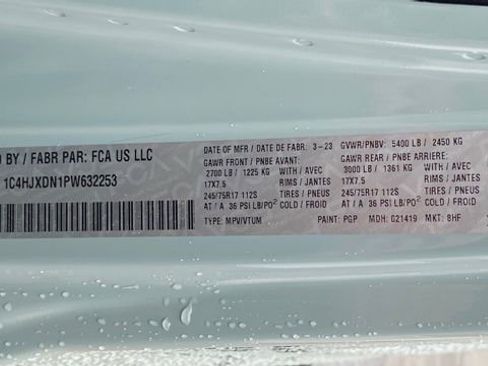 BY / FABR PAR: FCA US LLC
1C4HJXDN1PW632253
DATE OF MFR / DATE DE FABR: 3-23 GVWR/PNBV: 5400 LB / 2450 KG
GAWR FRONT / PNBE AVANT: GAWR REAR / PNBE ARRIERE:
2700 LB / 1225 KG WITH / AVEC 3000 LB / 1361 KG WITH / AVEC
17X7.5 RIMS / JANTES 17X7.5 RIMS / JANTES
245/75R17 112S TIRES / PNEUS 245/75R17 112S TIRES / PNEUS
AT / A 36 PSI LB/PO² COLD / FROID AT / A 36 PSI LB/PO² COLD / FROID
TYPE: MPV/VTUM PAINT: PGP MDH: 021419 MKT: 8HF